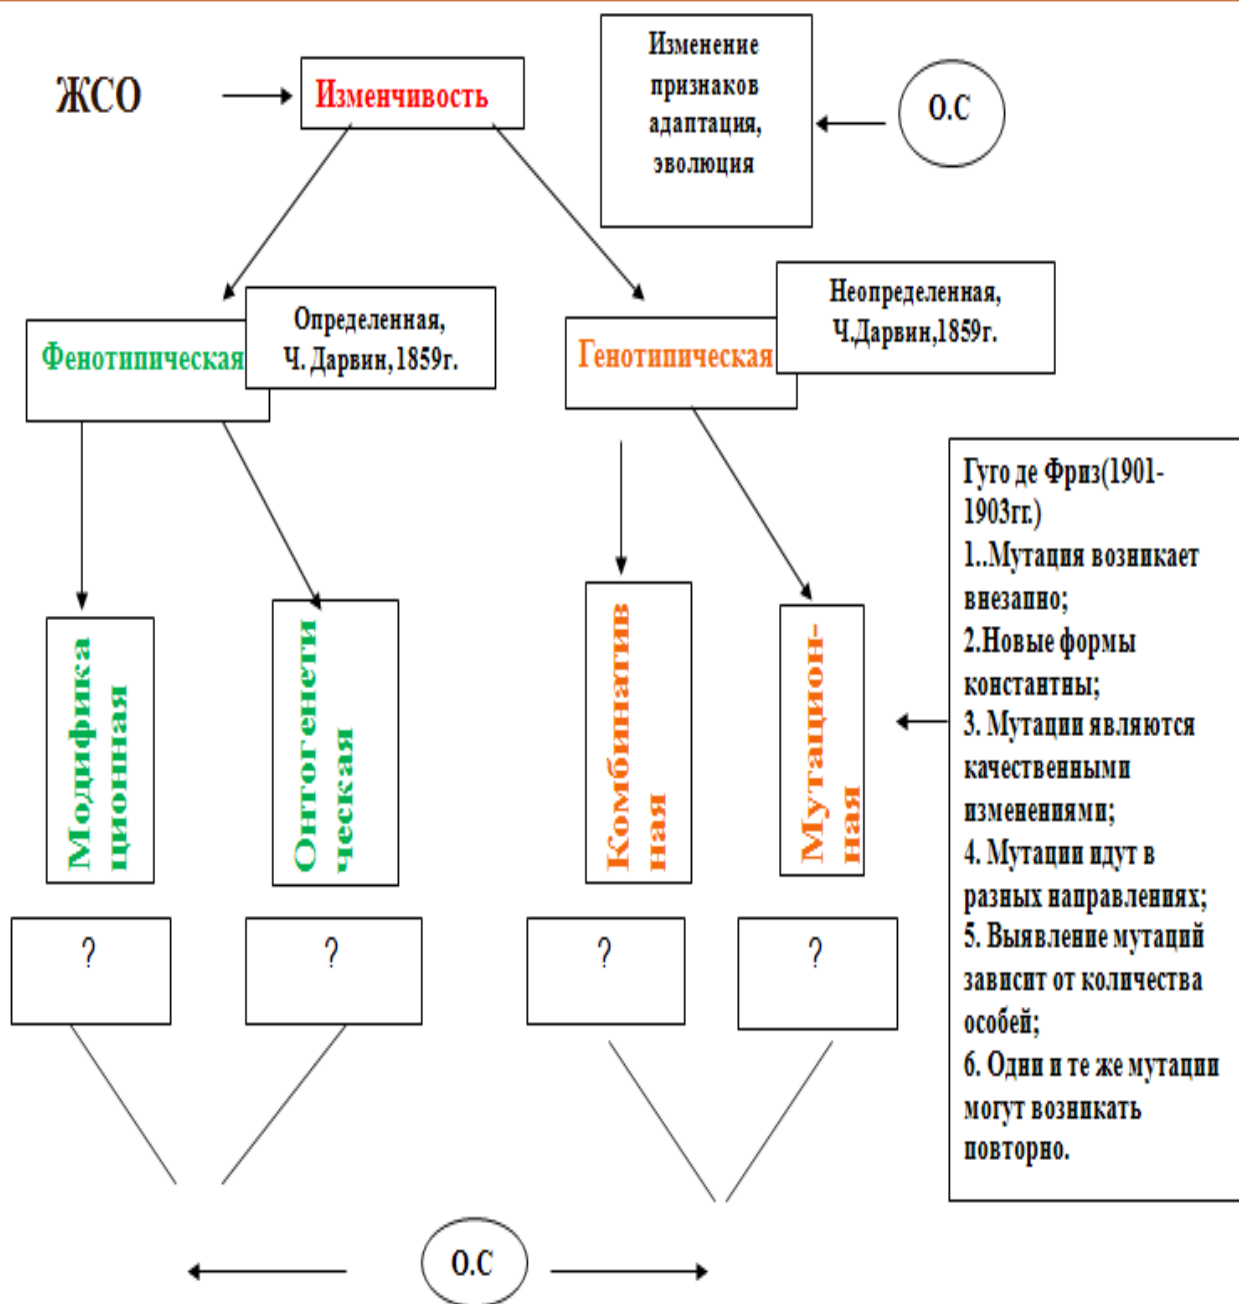 ЖСО
Изменчивость
Изменение
признаков
адаптация,
эволюция
О.С
Фенотипическая
Определенная,
Ч. Дарвин,1859г.
Генотипическая
Неопределенная,
Ч.Дарвин,1859г.
Модифика
ционная
Онтогенети
ческая
Комбинатив
ная
Мутацион-
ная
Гуго де Фриз(1901-
1903гг.)
1..Мутация возникает
внезапно;
2.Новые формы
константны;
3. Мутации являются
качественными
изменениями;
4. Мутации идут в
разных направлениях;
5. Выявление мутаций
зависит от количества
особей;
6. Одни и те же мутации
могут возникать
повторно.
?
?
?
?
О.С